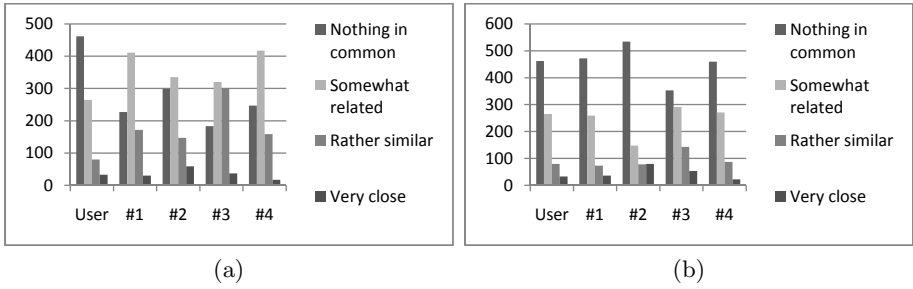 500
400
300
200
100
0
User #1 #2 #3 #4
Nothing in
common
Somewhat
related
Rather similar
Very close
(a)
600
500
400
300
200
100
0
User #1 #2 #3 #4
Nothing in
common
Somewhat
related
Rather similar
Very close
(b)